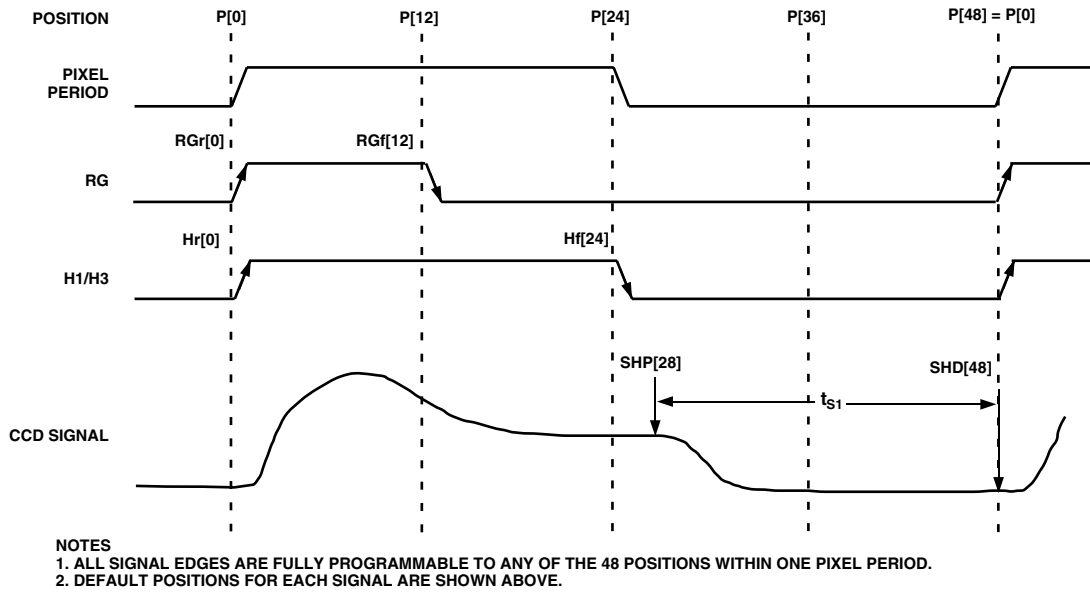 POSITION P[0] P[12] P[24] P[36] P[48] = P[0]
PIXEL
PERIOD
RGr[0] RGf[12]
RG
Hr[0] Hf[24]
H1/H3
SHP[28] SHD[48]
tS1
CCD SIGNAL
NOTES
1. ALL SIGNAL EDGES ARE FULLY PROGRAMMABLE TO ANY OF THE 48 POSITIONS WITHIN ONE PIXEL PERIOD.
2. DEFAULT POSITIONS FOR EACH SIGNAL ARE SHOWN ABOVE.